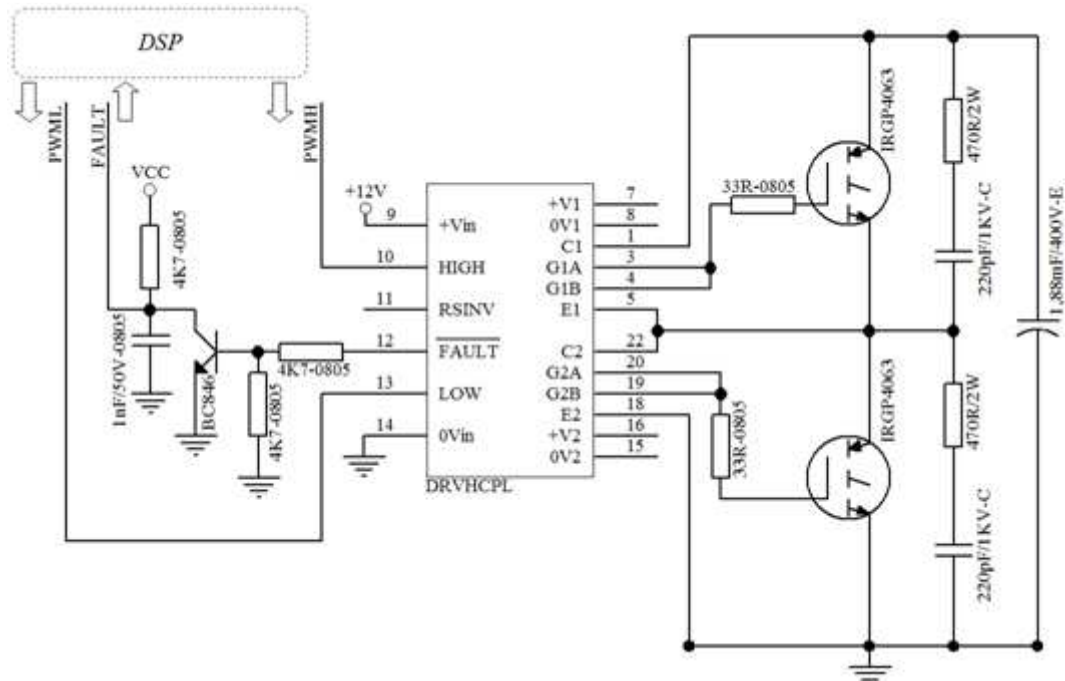 DSP
PWML
FAULT
PWMH
VCC
4K7-0805
1nF/50V-0805
BC846
4K7-0805
4K7-0805
+12V
9
10
11
12
13
14
+Vin
HIGH
RSINV
FAULT
LOW
0Vin
DRVHCPL
+V1
0V1
C1
G1A
G1B
E1
C2
G2A
G2B
E2
+V2
0V2
7
8
1
3
4
5
22
20
19
18
16
15
33R-0805
33R-0805
IRGP4063
IRGP4063
470R/2W
220pF/1KV-C
470R/2W
220pF/1KV-C
1,88mF/400V-E